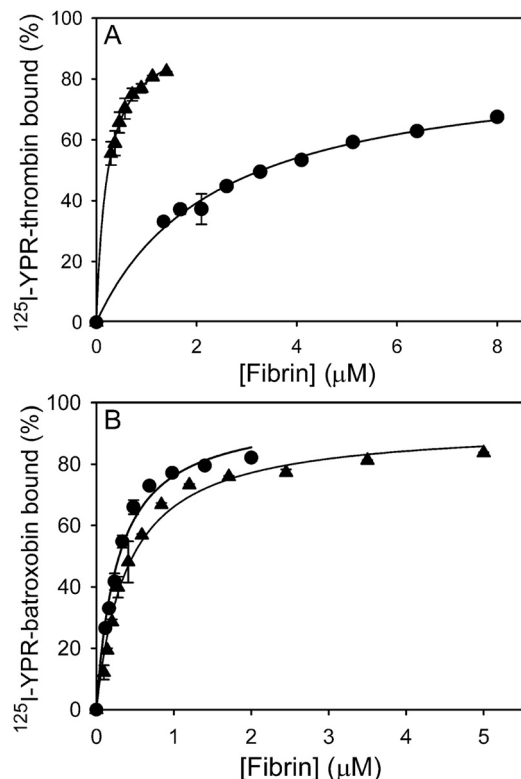 A
100
80
60
40
20
0
¹²⁵I-YPR-thrombin bound (%)
0 2 4 6 8
[Fibrin] (μM)
B
100
80
60
40
20
0
¹²⁵I-YPR-batroxobin bound (%)
0 1 2 3 4 5
[Fibrin] (μM)